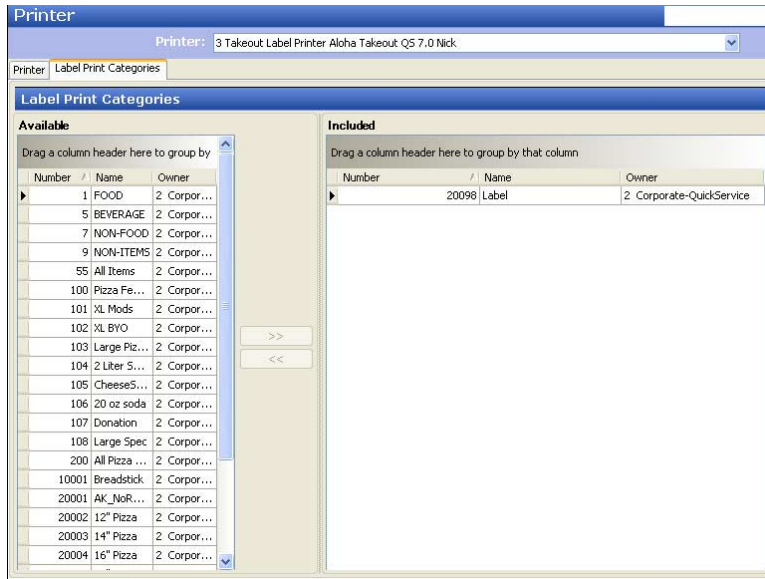 Printer
Printer: 3 Takeout Label Printer Aloha Takeout QS 7.0 Nick
Printer Label Print Categories
Label Print Categories
Available
Drag a column header here to group by
Number / Name Owner
1 FOOD 2 Corpor...
5 BEVERAGE 2 Corpor...
7 NON-FOOD 2 Corpor...
9 NON-ITEMS 2 Corpor...
55 All Items 2 Corpor...
100 Pizza Fe... 2 Corpor...
101 XL Mods 2 Corpor...
102 XL BYO 2 Corpor...
103 Large Piz... 2 Corpor...
104 2 Liter S... 2 Corpor...
105 CheeseS... 2 Corpor...
106 20 oz soda 2 Corpor...
107 Donation 2 Corpor...
108 Large Spec 2 Corpor...
200 All Pizza ... 2 Corpor...
10001 Breadstick 2 Corpor...
20001 AK_NoR... 2 Corpor...
20002 12" Pizza 2 Corpor...
20003 14" Pizza 2 Corpor...
20004 16" Pizza 2 Corpor...
>>
<<
Included
Drag a column header here to group by that column
Number / Name Owner
20098 Label 2 Corporate-QuickService